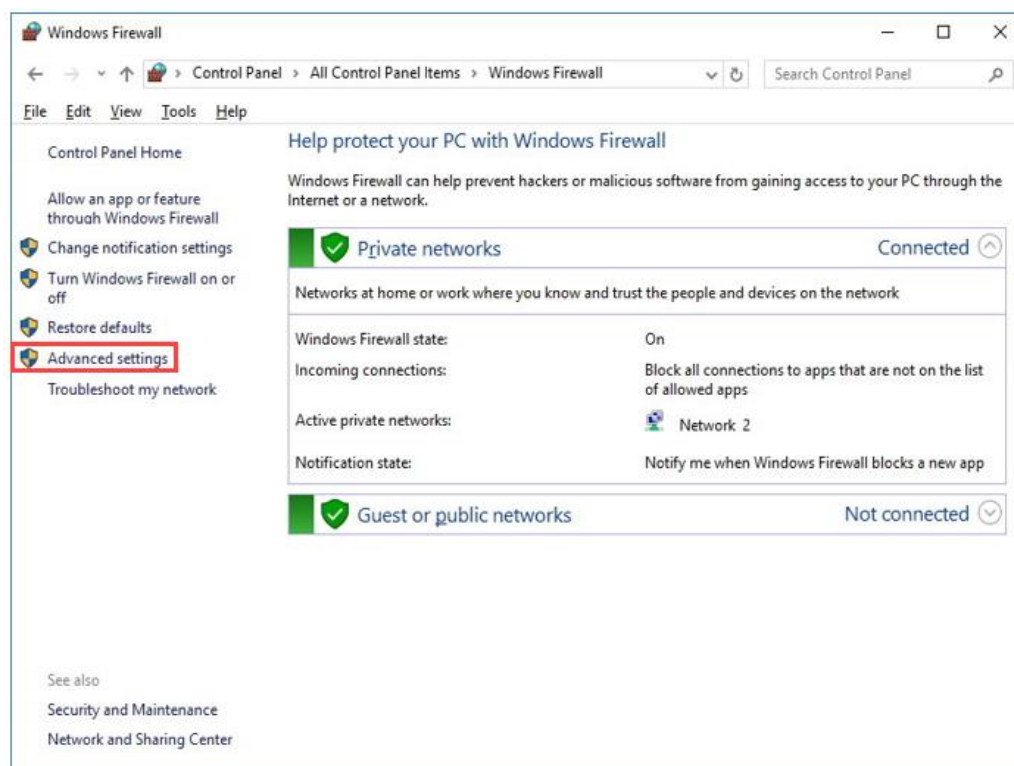 Windows Firewall
Control Panel > All Control Panel Items > Windows Firewall
Search Control Panel
File Edit View Tools Help
Control Panel Home
Allow an app or feature
through Windows Firewall
Change notification settings
Turn Windows Firewall on or
off
Restore defaults
Advanced settings
Troubleshoot my network
Help protect your PC with Windows Firewall
Windows Firewall can help prevent hackers or malicious software from gaining access to your PC through the
Internet or a network.
Private networks Connected
Networks at home or work where you know and trust the people and devices on the network
Windows Firewall state: On
Incoming connections: Block all connections to apps that are not on the list
of allowed apps
Active private networks: Network 2
Notification state: Notify me when Windows Firewall blocks a new app
Guest or public networks Not connected
See also
Security and Maintenance
Network and Sharing Center